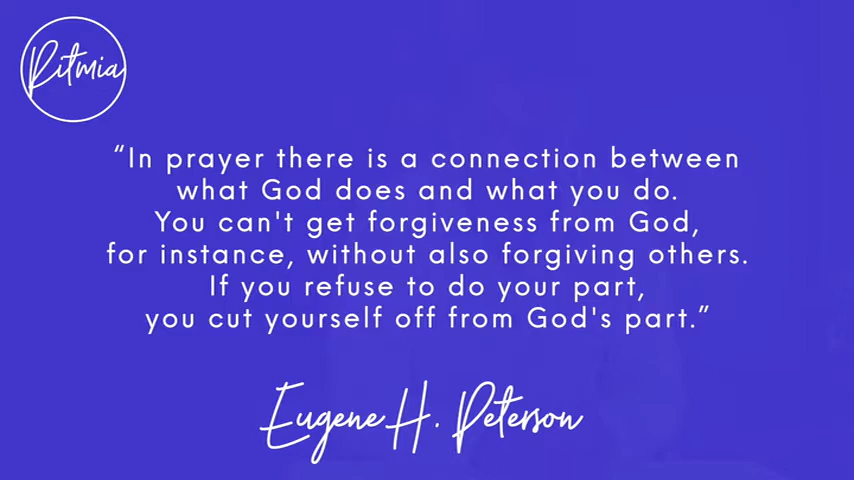 Ritmia
“In prayer there is a connection between
what God does and what you do.
You can't get forgiveness from God,
for instance, without also forgiving others.
If you refuse to do your part,
you cut yourself off from God's part.”
Eugene H. Peterson